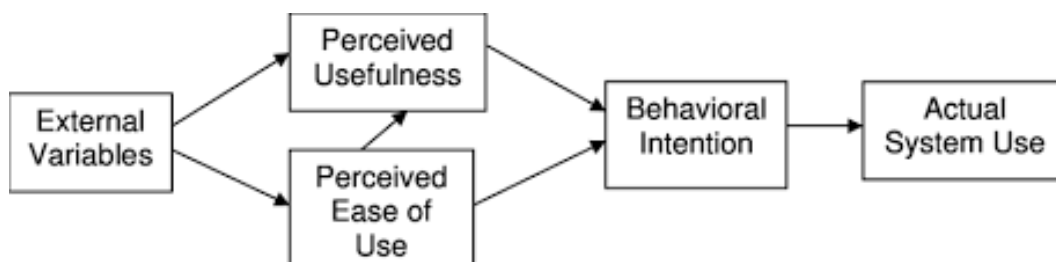 External
Variables
Perceived
Usefulness
Perceived
Ease of
Use
Behavioral
Intention
Actual
System Use